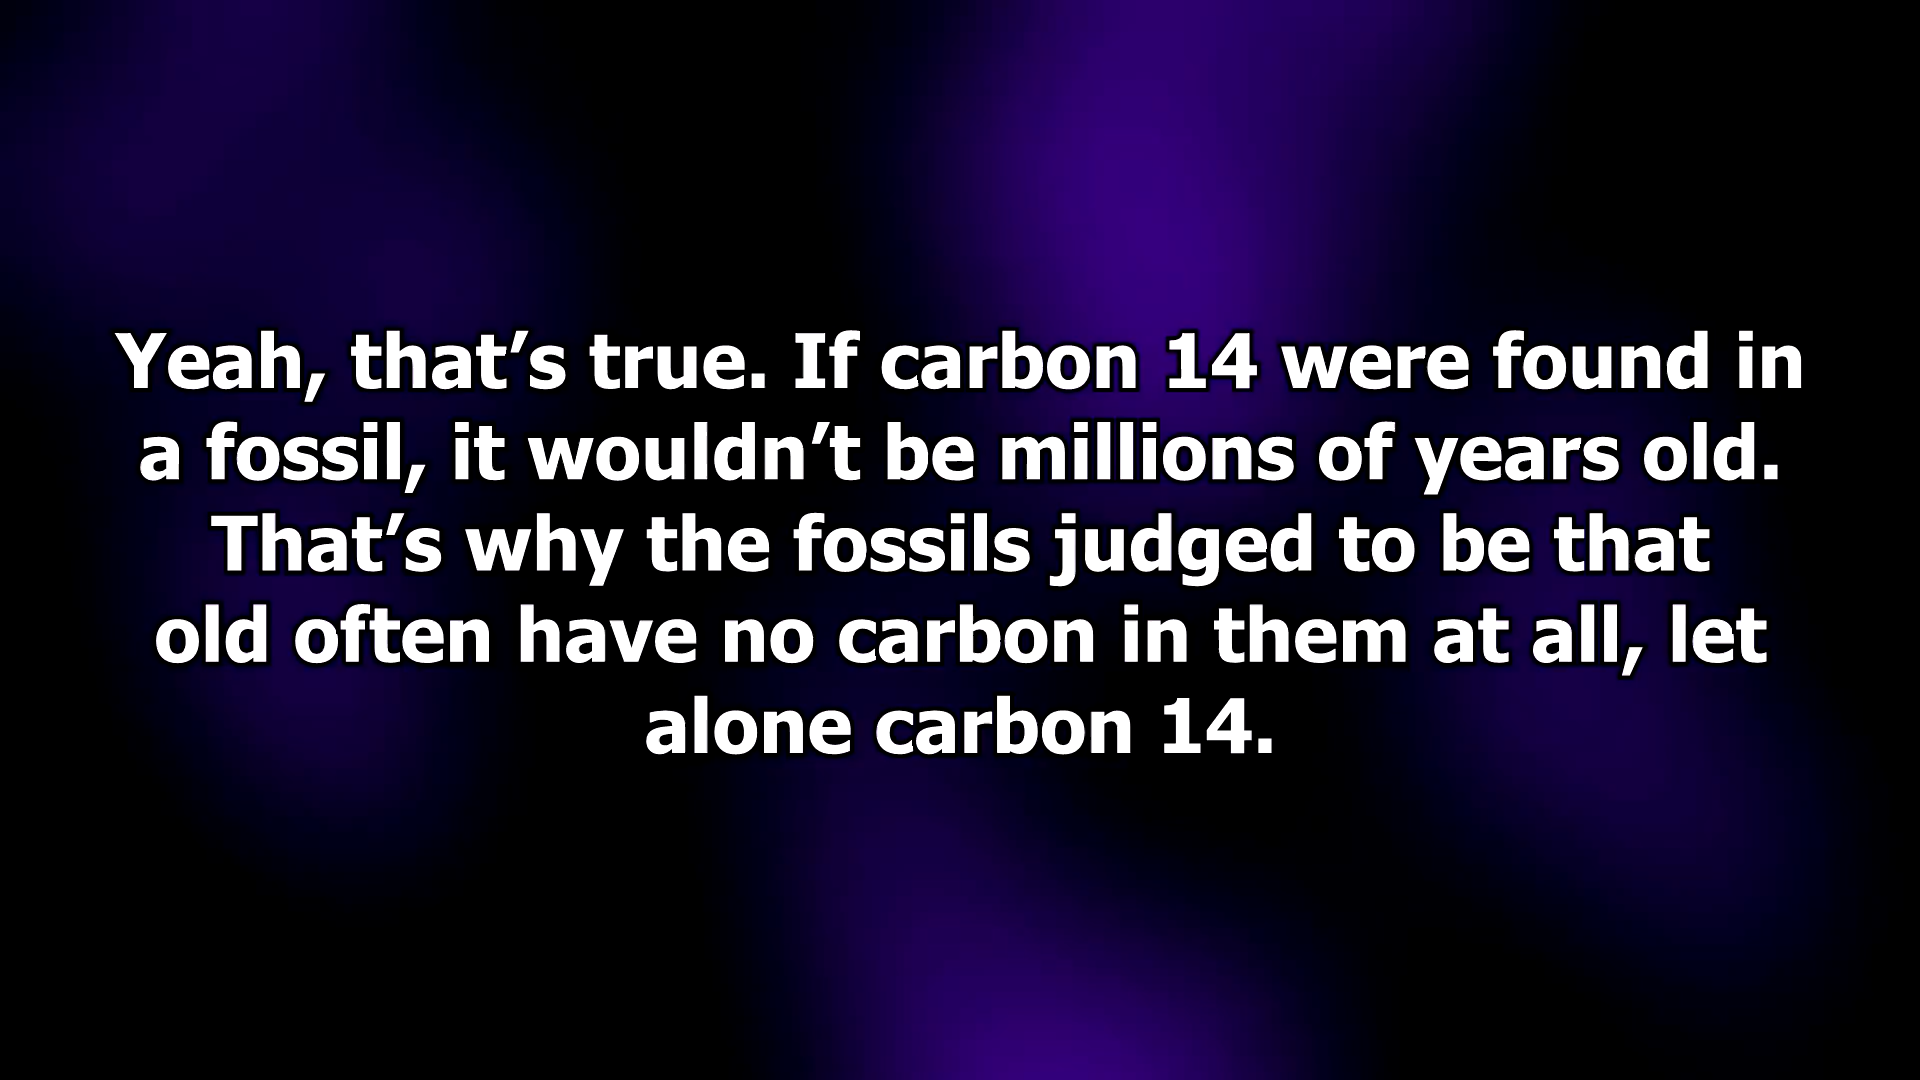 Yeah, that’s true. If carbon 14 were found in
a fossil, it wouldn’t be millions of years old.
That’s why the fossils judged to be that
old often have no carbon in them at all, let
alone carbon 14.